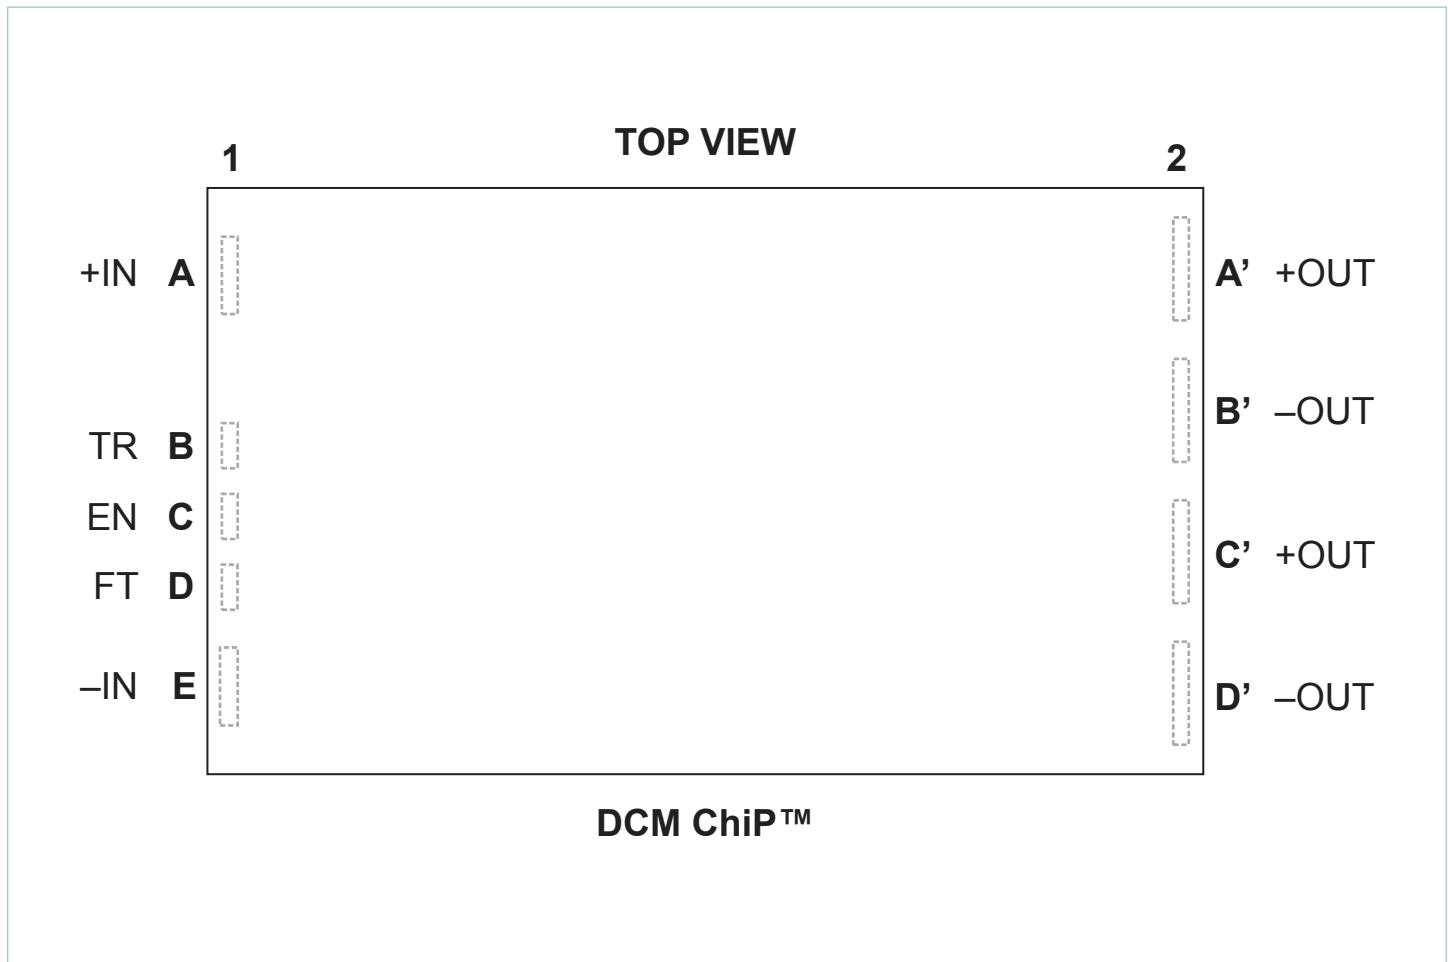 TOP VIEW
1 2
+IN A A’ +OUT
B’ –OUT
TR B
EN C
C’ +OUT
FT D
–IN E
D’ –OUT
DCM ChiP™